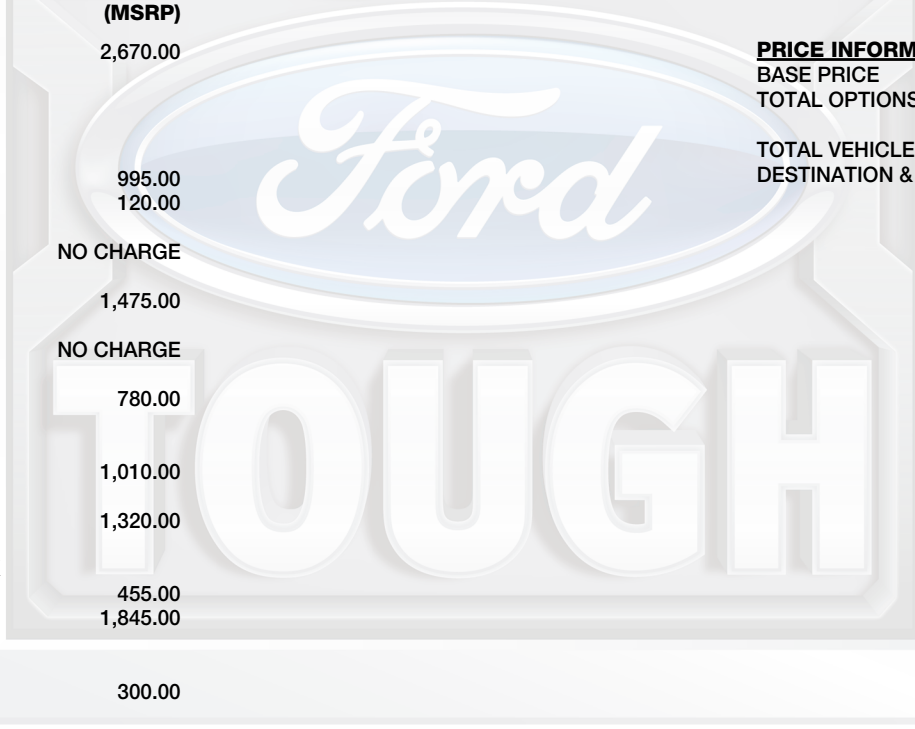 (MSRP)
2,670.00
995.00
120.00
NO CHARGE
1,475.00
NO CHARGE
780.00
1,010.00
1,320.00
455.00
1,845.00
300.00
PRICE INFORM
BASE PRICE
TOTAL OPTIONS
TOTAL VEHICLE
DESTINATION &
Ford
TOUGH